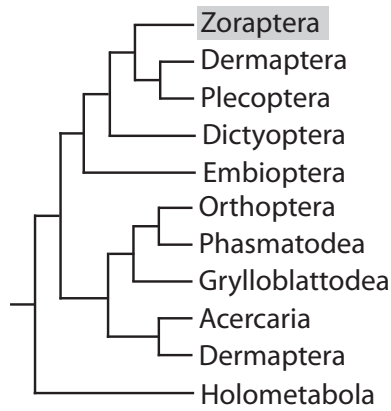 Zoraptera
Dermaptera
Plecoptera
Dictyoptera
Embioptera
Orthoptera
Phasmatodea
Grylloblattodea
Acercaria
Dermaptera
Holometabola